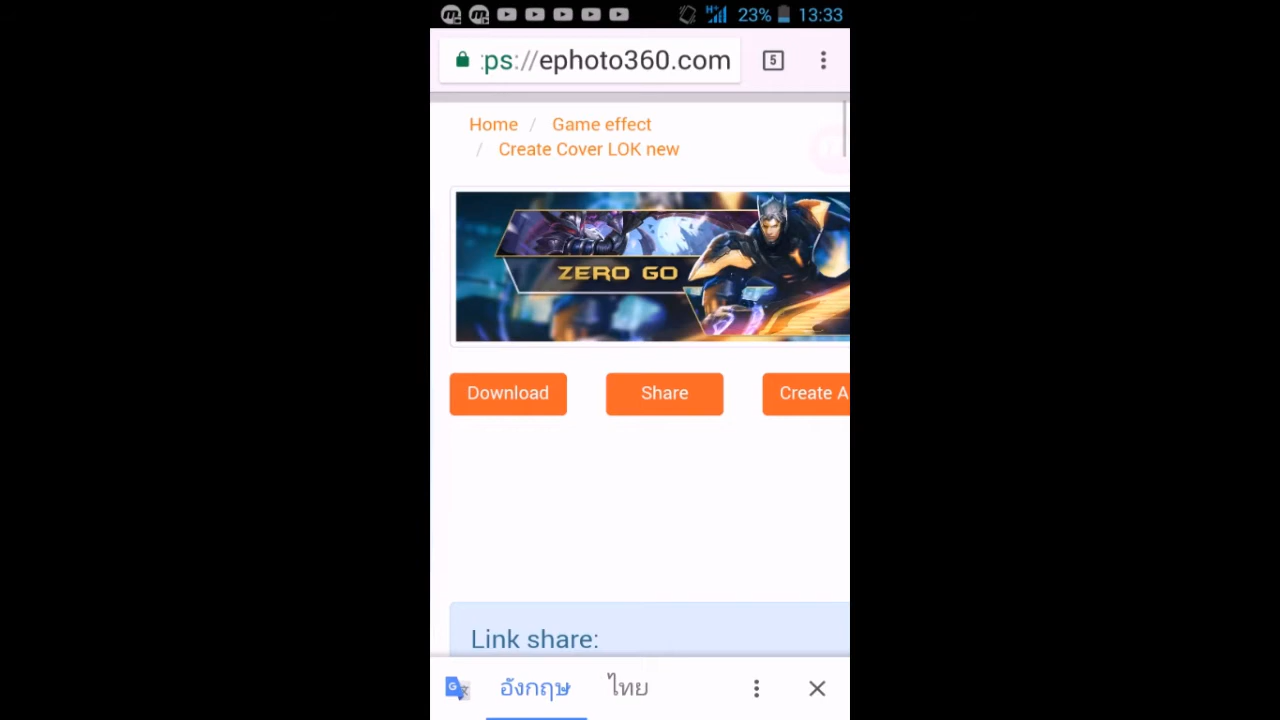 H+ 23% 13:33
:ps://ephoto360.com 5
Home / Game effect
/ Create Cover LOK new
ZERO GO
Download Share Create A
Link share:
อังกฤษ ไทย